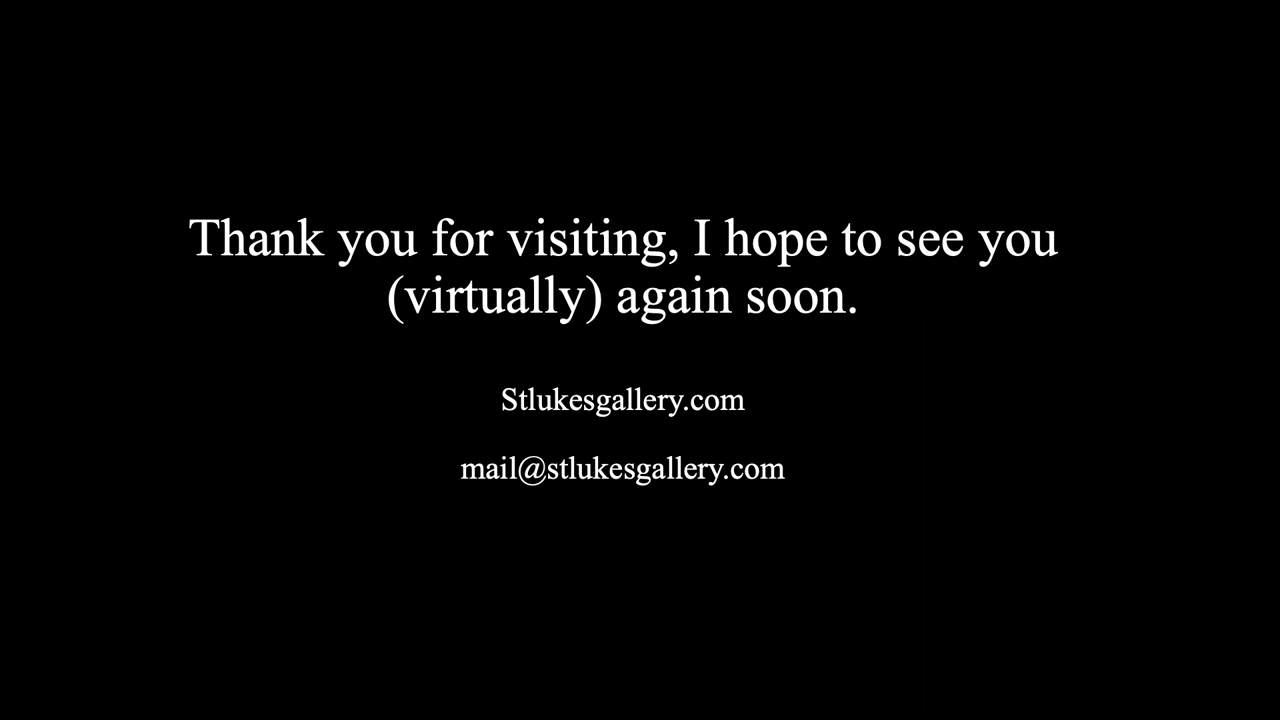 Thank you for visiting, I hope to see you
(virtually) again soon.
Stlukesgallery.com
mail@stlukesgallery.com